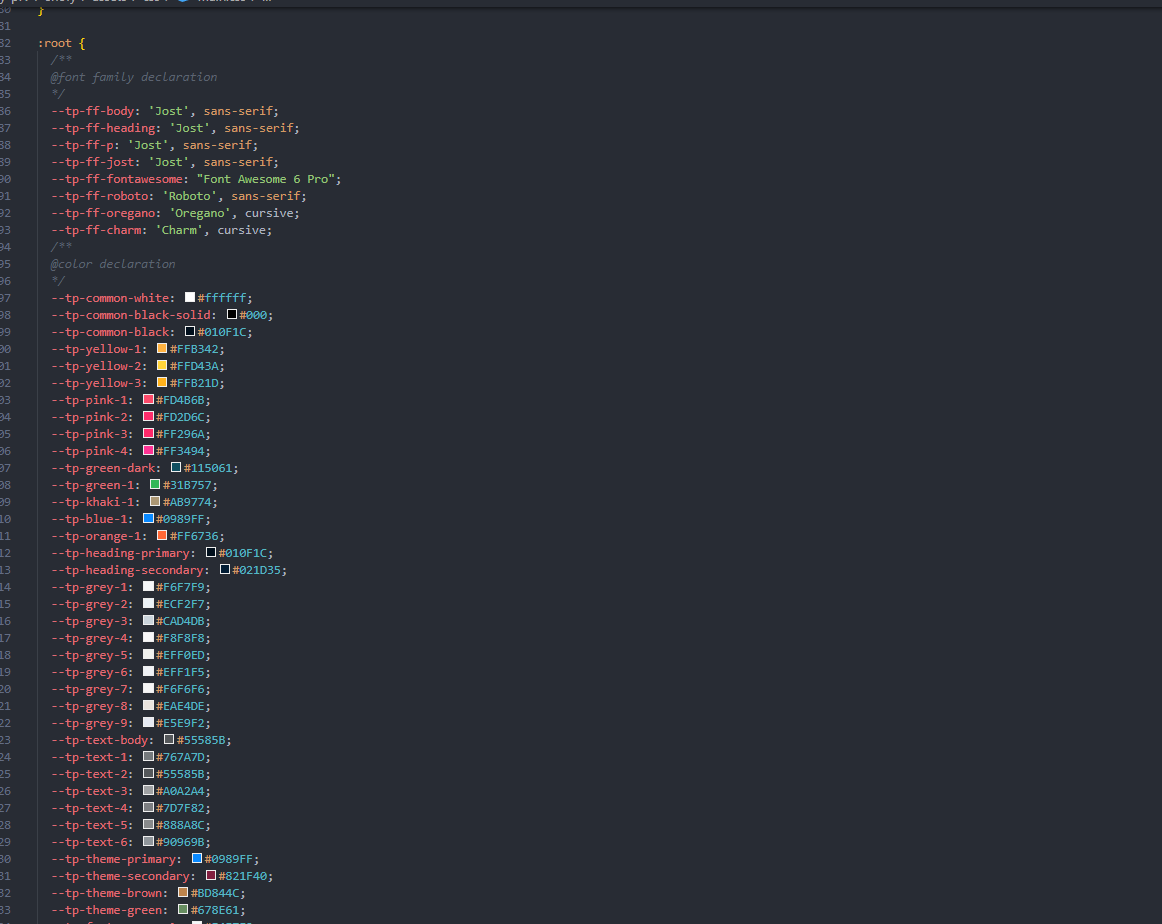 }
81
82 :root {
83 /**
84 @font family declaration
85 */
86 --tp-ff-body: 'Jost', sans-serif;
87 --tp-ff-heading: 'Jost', sans-serif;
88 --tp-ff-p: 'Jost', sans-serif;
89 --tp-ff-jost: 'Jost', sans-serif;
90 --tp-ff-fontawesome: "Font Awesome 6 Pro";
91 --tp-ff-roboto: 'Roboto', sans-serif;
92 --tp-ff-oregano: 'Oregano', cursive;
93 --tp-ff-charm: 'Charm', cursive;
94 /**
95 @color declaration
96 */
97 --tp-common-white: #ffffff;
98 --tp-common-black-solid: #000;
99 --tp-common-black: #010F1C;
00 --tp-yellow-1: #FFB342;
01 --tp-yellow-2: #FFD43A;
02 --tp-yellow-3: #FFB21D;
03 --tp-pink-1: #FD4B6B;
04 --tp-pink-2: #FD2D6C;
05 --tp-pink-3: #FF296A;
06 --tp-pink-4: #FF3494;
07 --tp-green-dark: #115061;
08 --tp-green-1: #31B757;
09 --tp-khaki-1: #AB9774;
10 --tp-blue-1: #0989FF;
11 --tp-orange-1: #FF6736;
12 --tp-heading-primary: #010F1C;
13 --tp-heading-secondary: #021D35;
14 --tp-grey-1: #F6F7F9;
15 --tp-grey-2: #ECF2F7;
16 --tp-grey-3: #CAD4DB;
17 --tp-grey-4: #F8F8F8;
18 --tp-grey-5: #EFF0ED;
19 --tp-grey-6: #EFF1F5;
20 --tp-grey-7: #F6F6F6;
21 --tp-grey-8: #EAE4DE;
22 --tp-grey-9: #E5E9F2;
23 --tp-text-body: #55585B;
24 --tp-text-1: #767A7D;
25 --tp-text-2: #55585B;
26 --tp-text-3: #A0A2A4;
27 --tp-text-4: #7D7F82;
28 --tp-text-5: #888A8C;
29 --tp-text-6: #90969B;
30 --tp-theme-primary: #0989FF;
31 --tp-theme-secondary: #821F40;
32 --tp-theme-brown: #BD844C;
33 --tp-theme-green: #678E61;